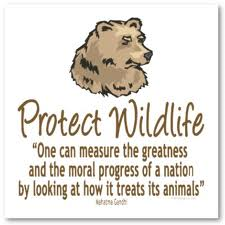 Protect Wildlife
“One can measure the greatness
and the moral progress of a nation
by looking at how it treats its animals”
Mahatma Gandhi